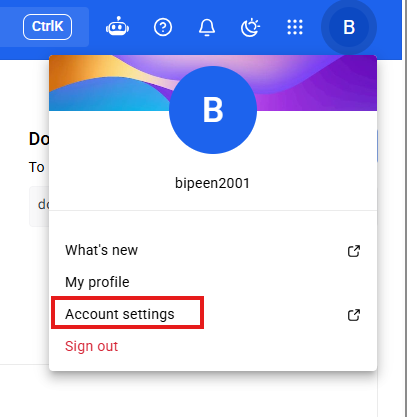 CtrlK
B
B
Do
To
bipeen2001
do
What's new
My profile
Account settings
Sign out